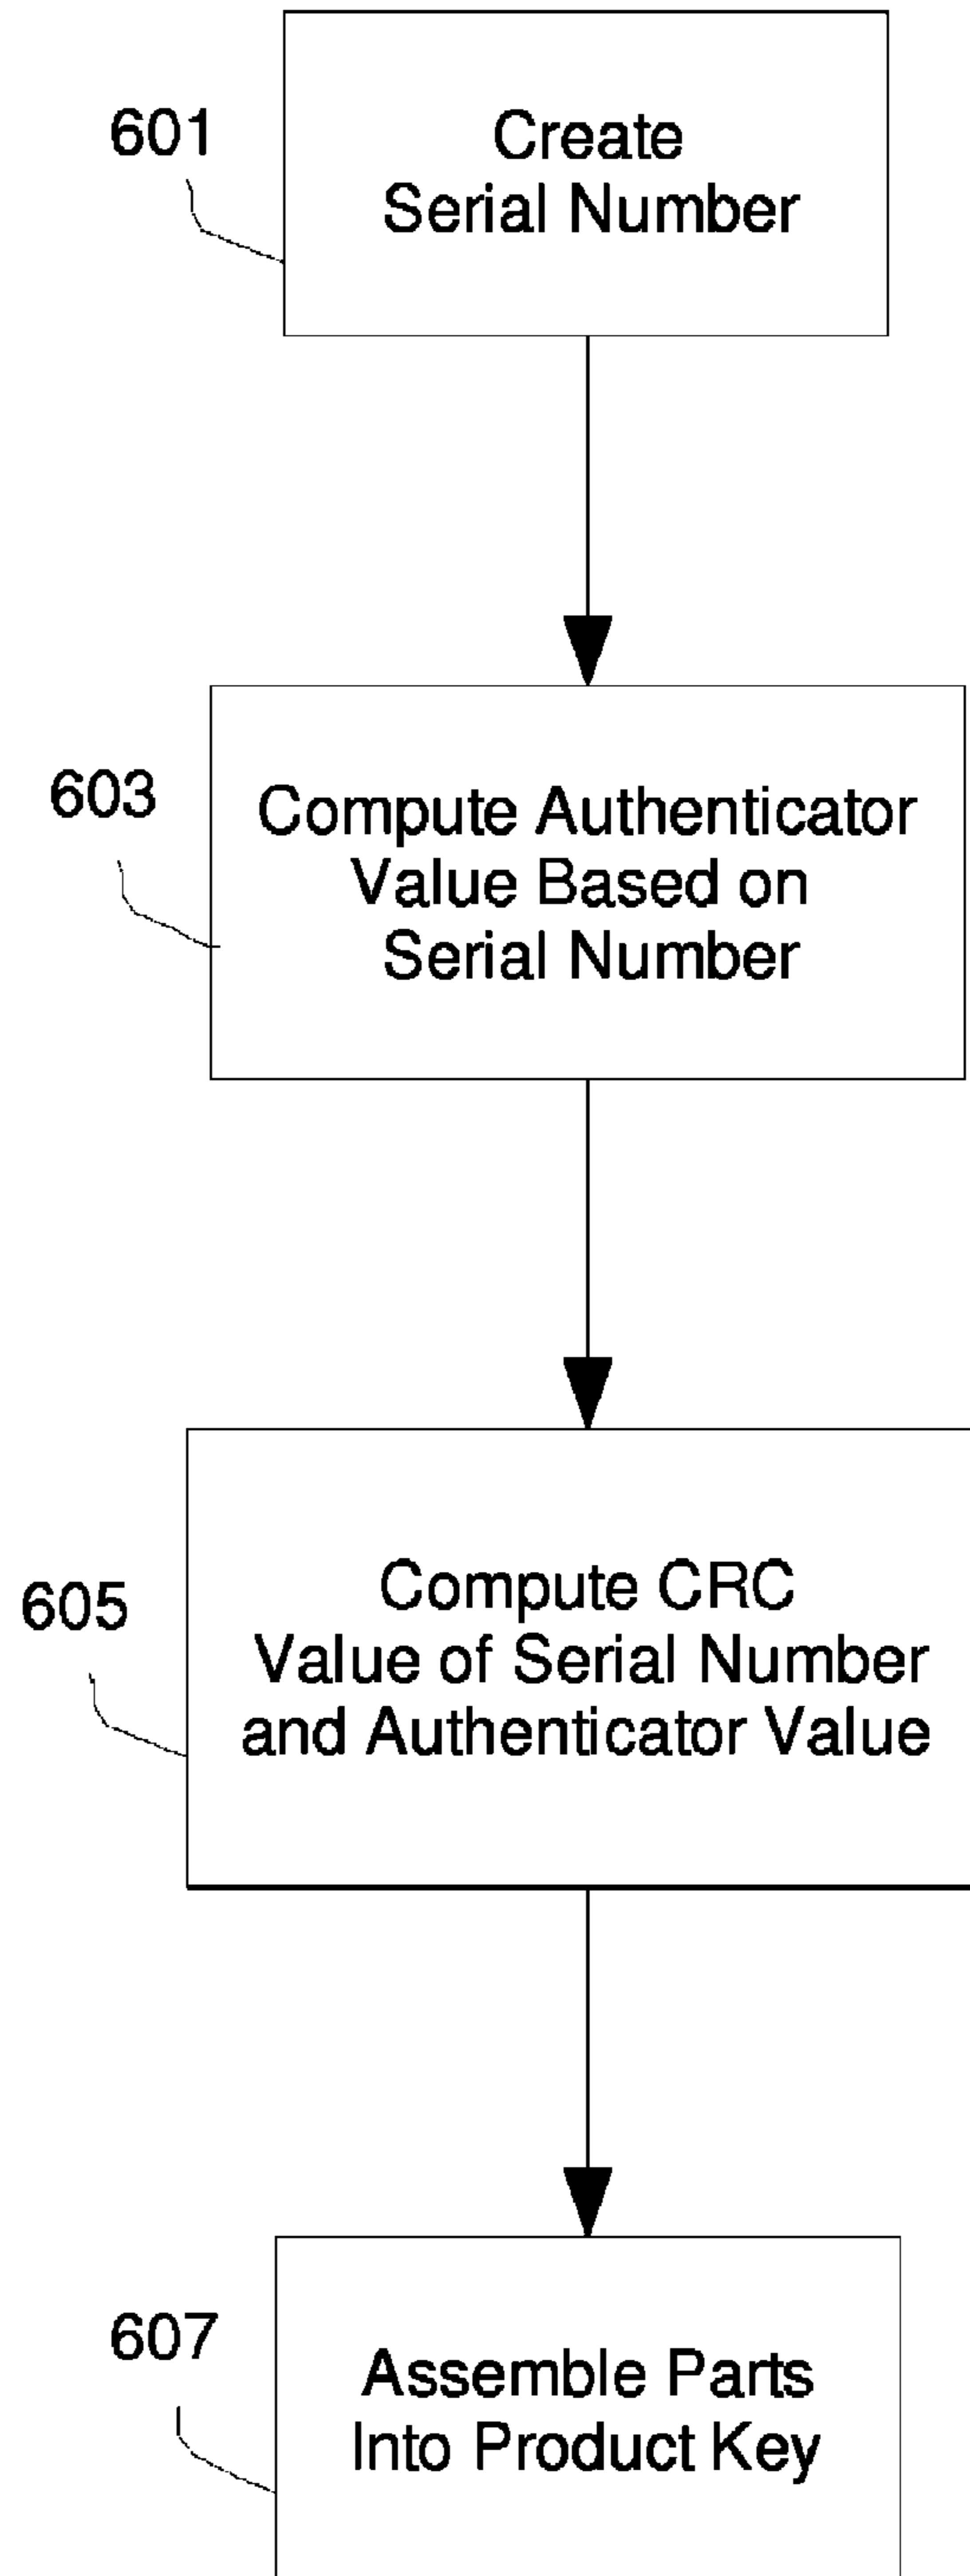 601
Create
Serial Number
603
Compute Authenticator
Value Based on
Serial Number
605
Compute CRC
Value of Serial Number
and Authenticator Value
607
Assemble Parts
Into Product Key